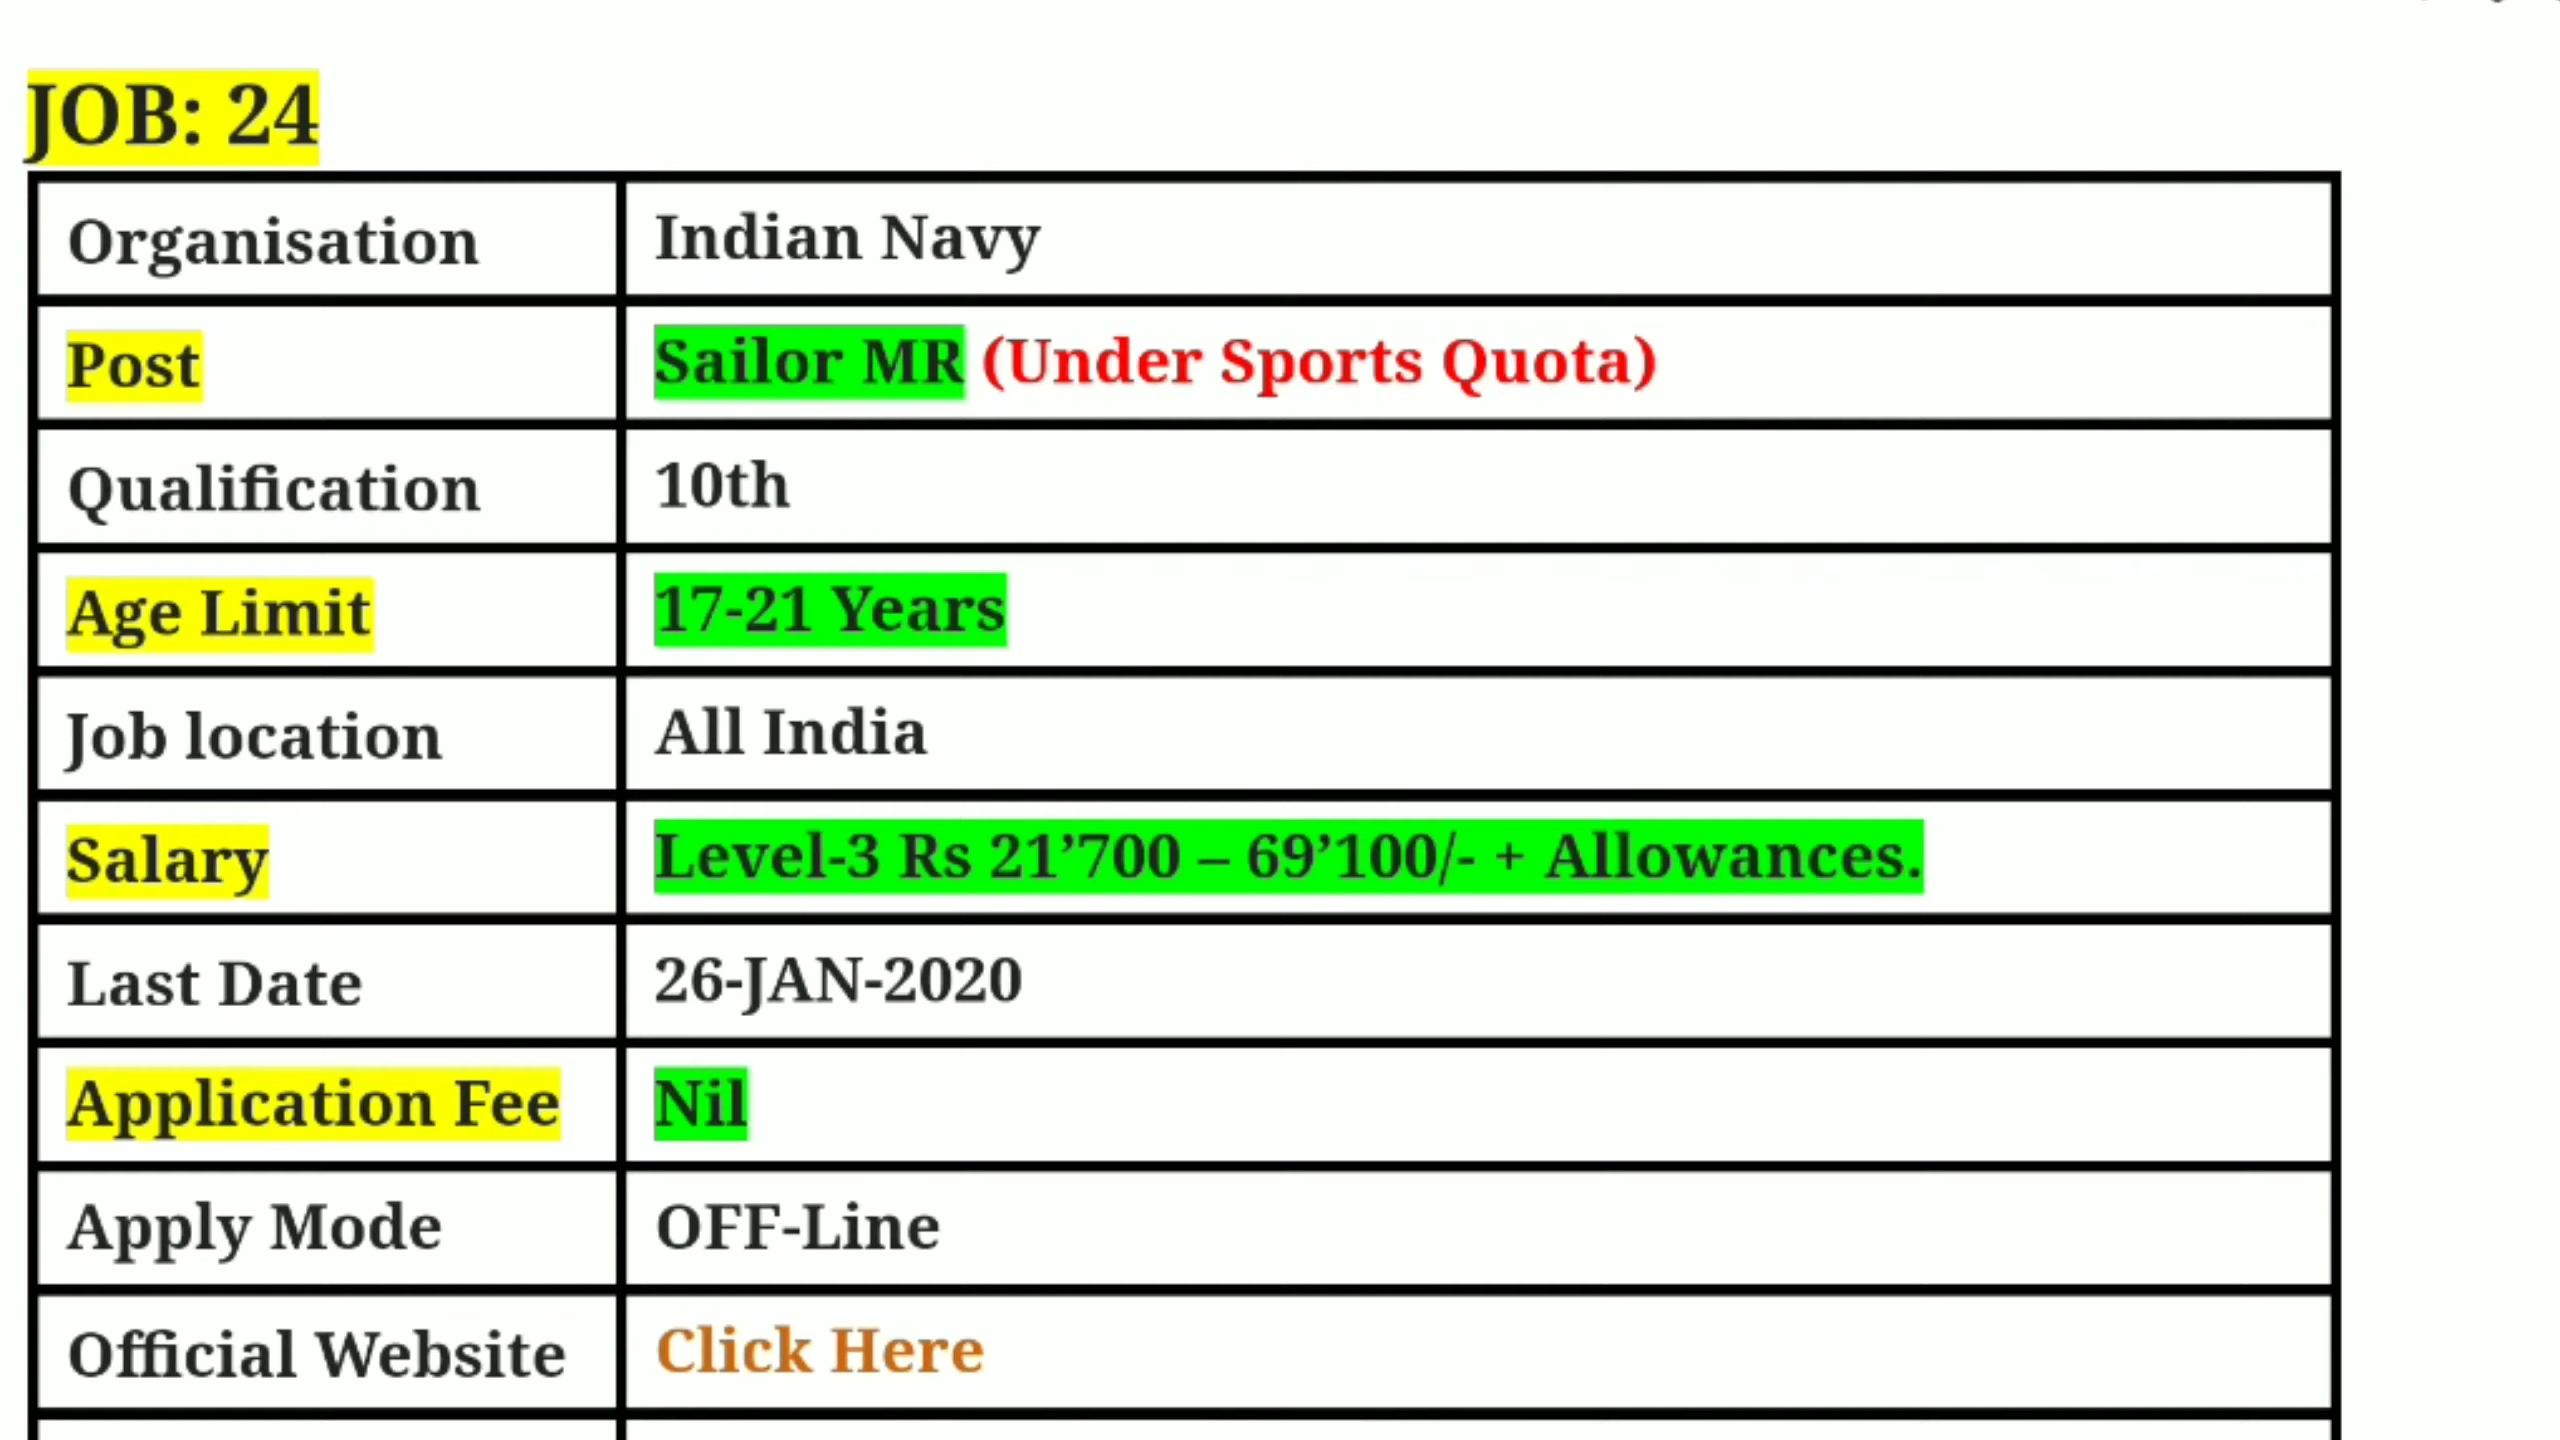 JOB: 24
Organisation Indian Navy
Post Sailor MR (Under Sports Quota)
Qualification 10th
Age Limit 17-21 Years
Job location All India
Salary Level-3 Rs 21’700 – 69’100/- + Allowances.
Last Date 26-JAN-2020
Application Fee Nil
Apply Mode OFF-Line
Official Website Click Here